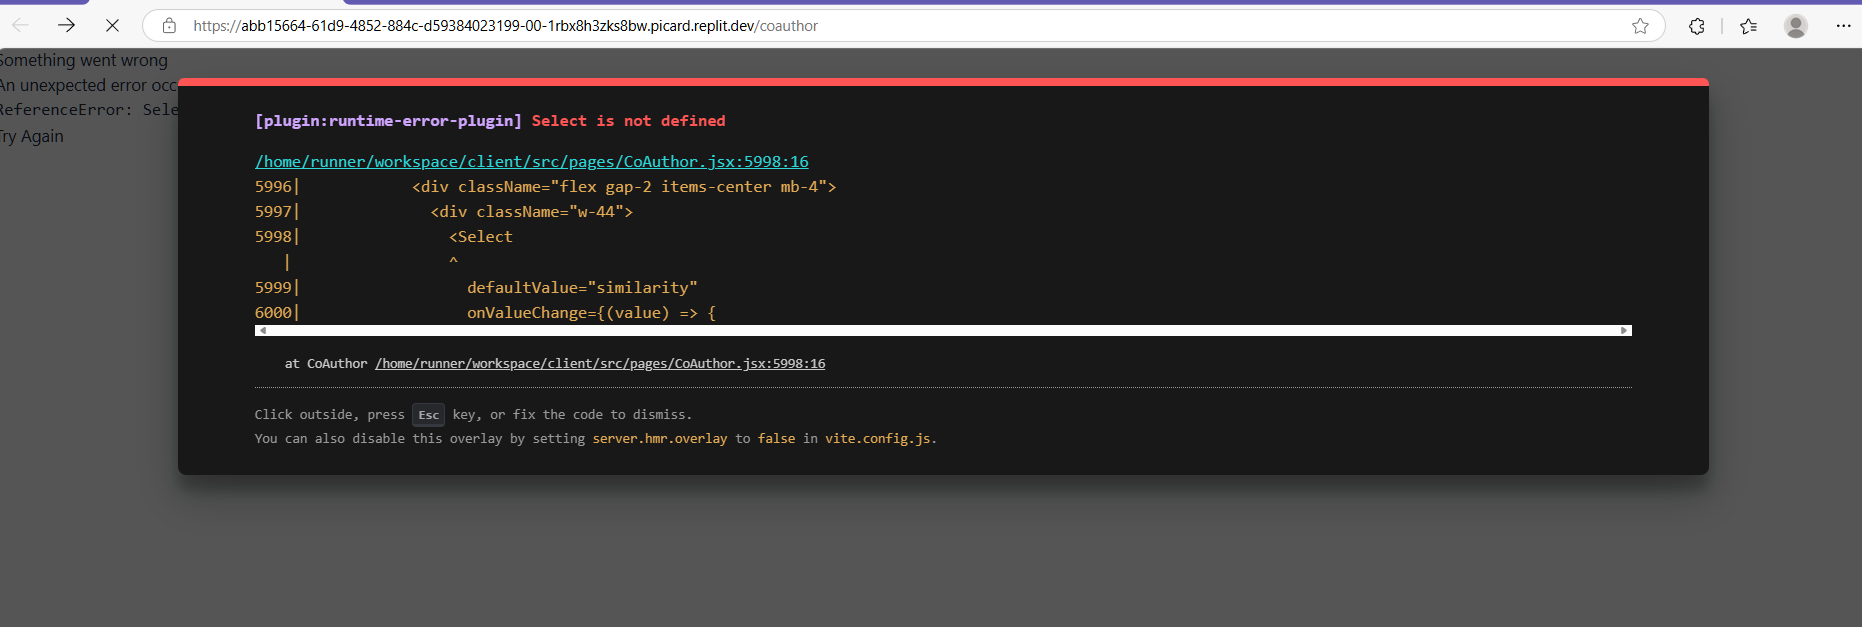 https://abb15664-61d9-4852-884c-d59384023199-00-1rbx8h3zks8bw.picard.replit.dev/coauthor
Something went wrong
An unexpected error occ
ReferenceError: Sele
Try Again
[plugin:runtime-error-plugin] Select is not defined
/home/runner/workspace/client/src/pages/CoAuthor.jsx:5998:16
5996|            <div className="flex gap-2 items-center mb-4">
5997|              <div className="w-44">
5998|                <Select
    |                ^
5999|                  defaultValue="similarity"
6000|                  onValueChange={(value) => {
at CoAuthor /home/runner/workspace/client/src/pages/CoAuthor.jsx:5998:16
Click outside, press Esc key, or fix the code to dismiss.
You can also disable this overlay by setting server.hmr.overlay to false in vite.config.js.